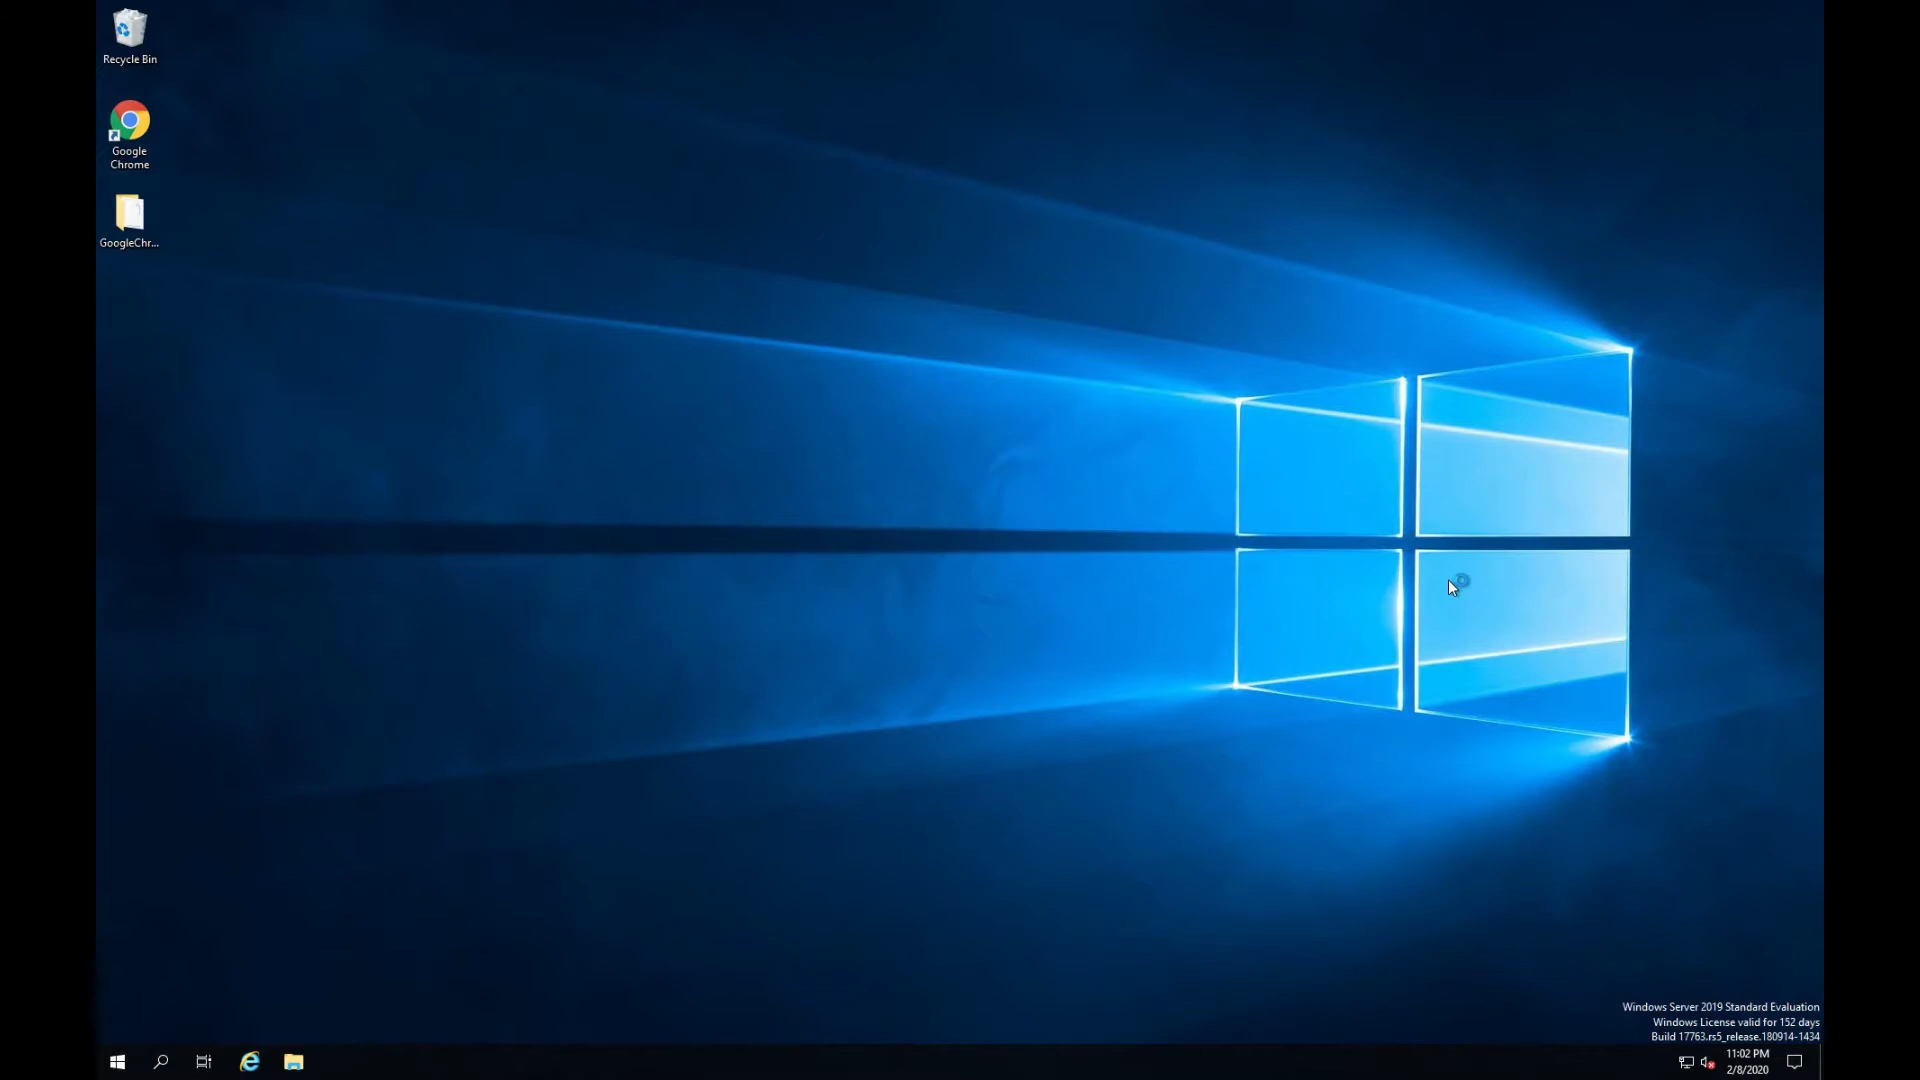 Recycle Bin
Google
Chrome
GoogleChr...
Windows Server 2019 Standard Evaluation
Windows License valid for 152 days
Build 17763.rs5_release.180914-1434
11:02 PM
2/8/2020